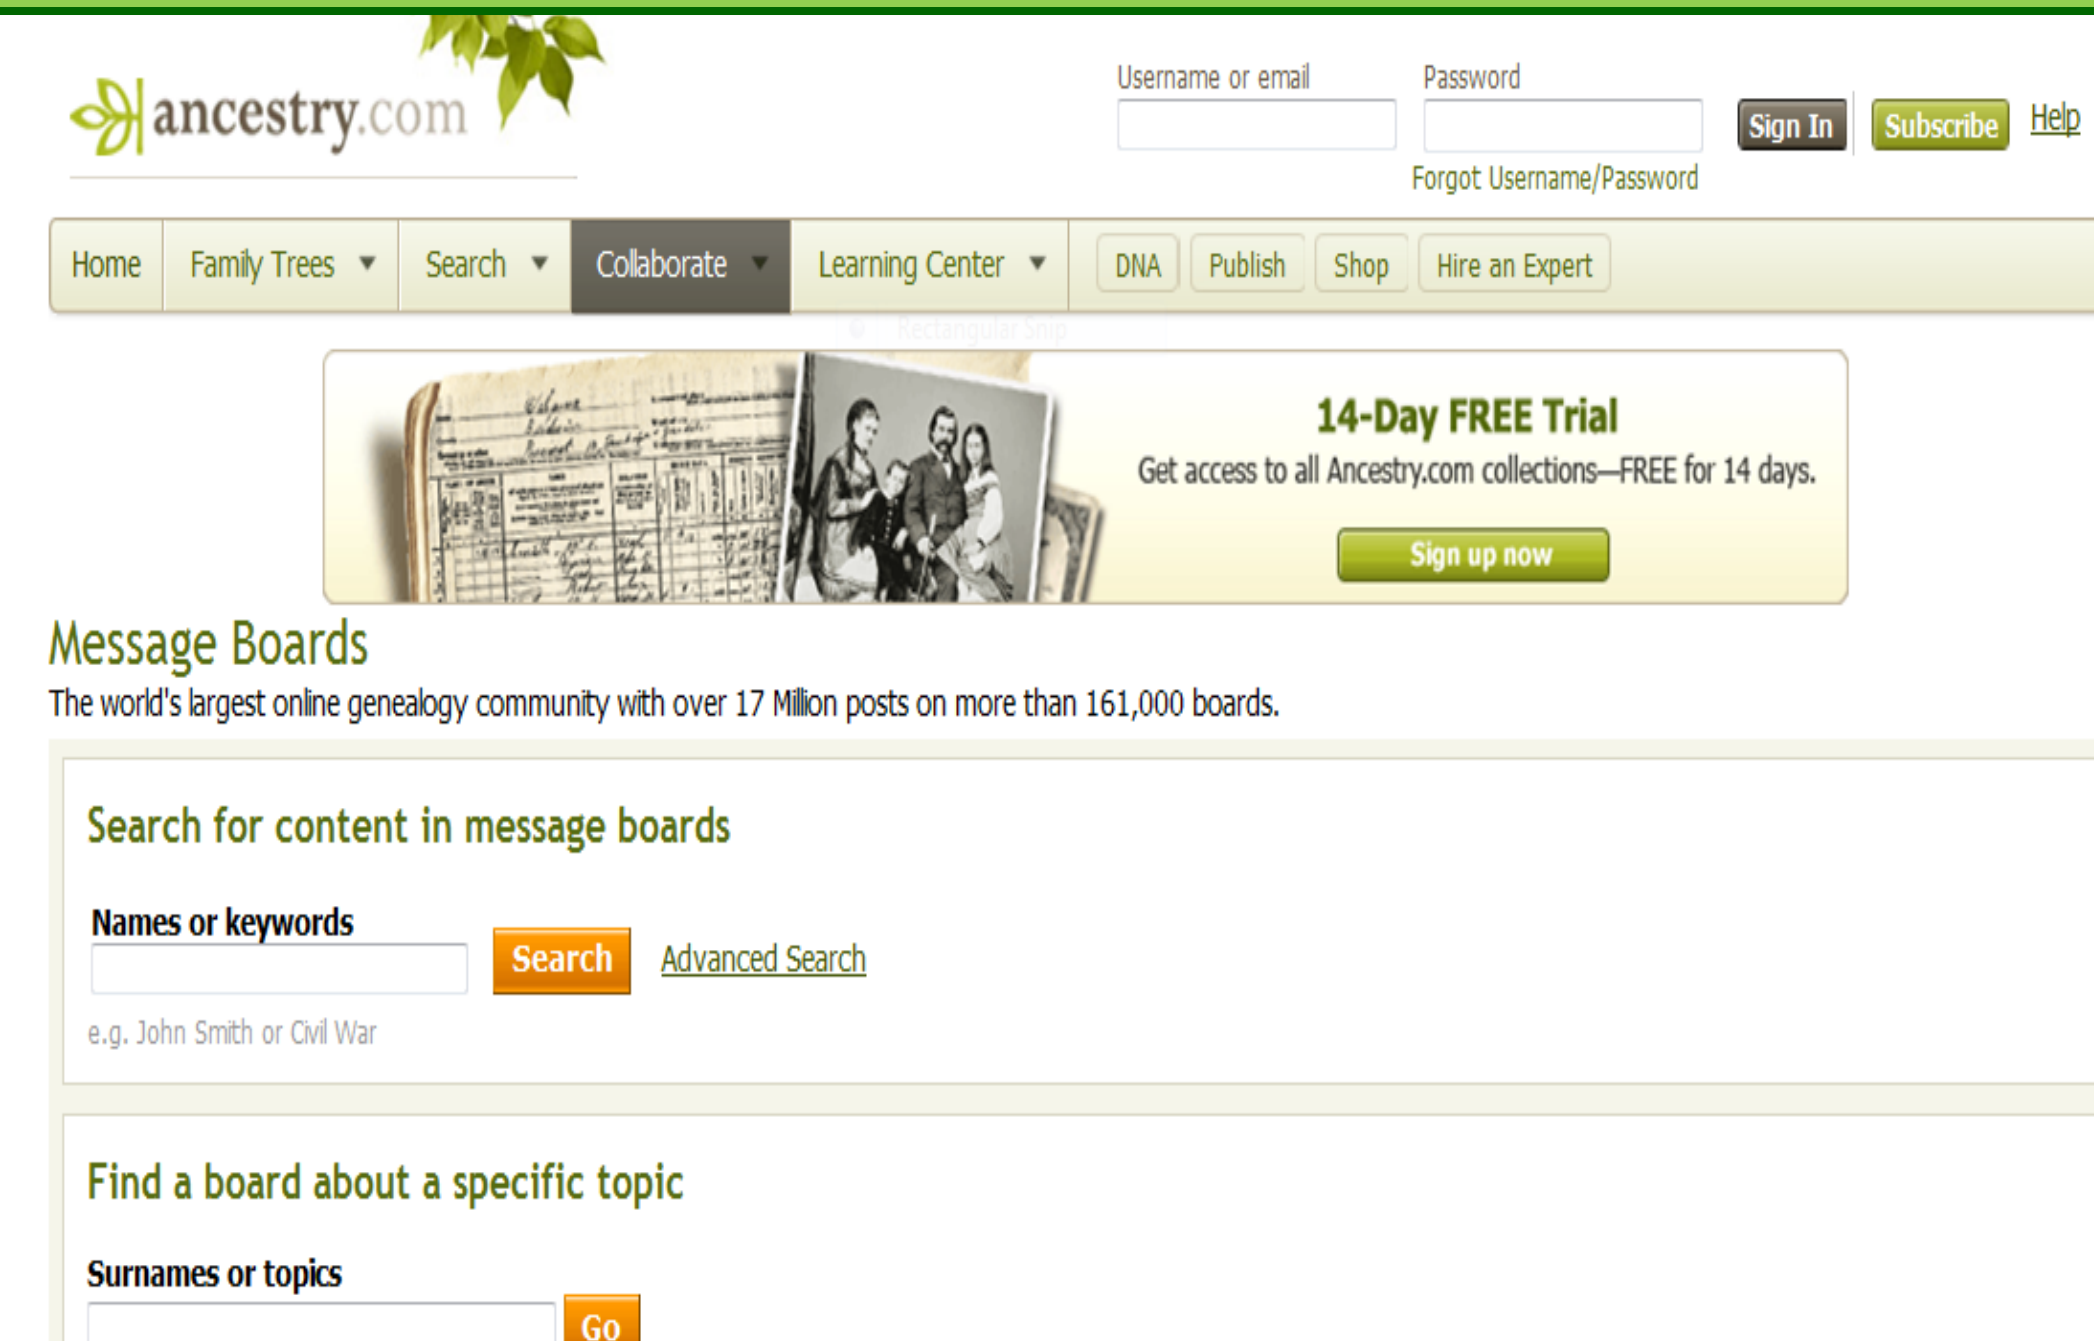 ancestry.com
Username or email
Password
Sign In
Subscribe
Help
Forgot Username/Password
Home
Family Trees
Search
Collaborate
Learning Center
DNA
Publish
Shop
Hire an Expert
Rectangular Snip
14-Day FREE Trial
Get access to all Ancestry.com collections—FREE for 14 days.
Sign up now
Message Boards
The world's largest online genealogy community with over 17 Million posts on more than 161,000 boards.
Search for content in message boards
Names or keywords
Search
Advanced Search
e.g. John Smith or Civil War
Find a board about a specific topic
Surnames or topics
Go